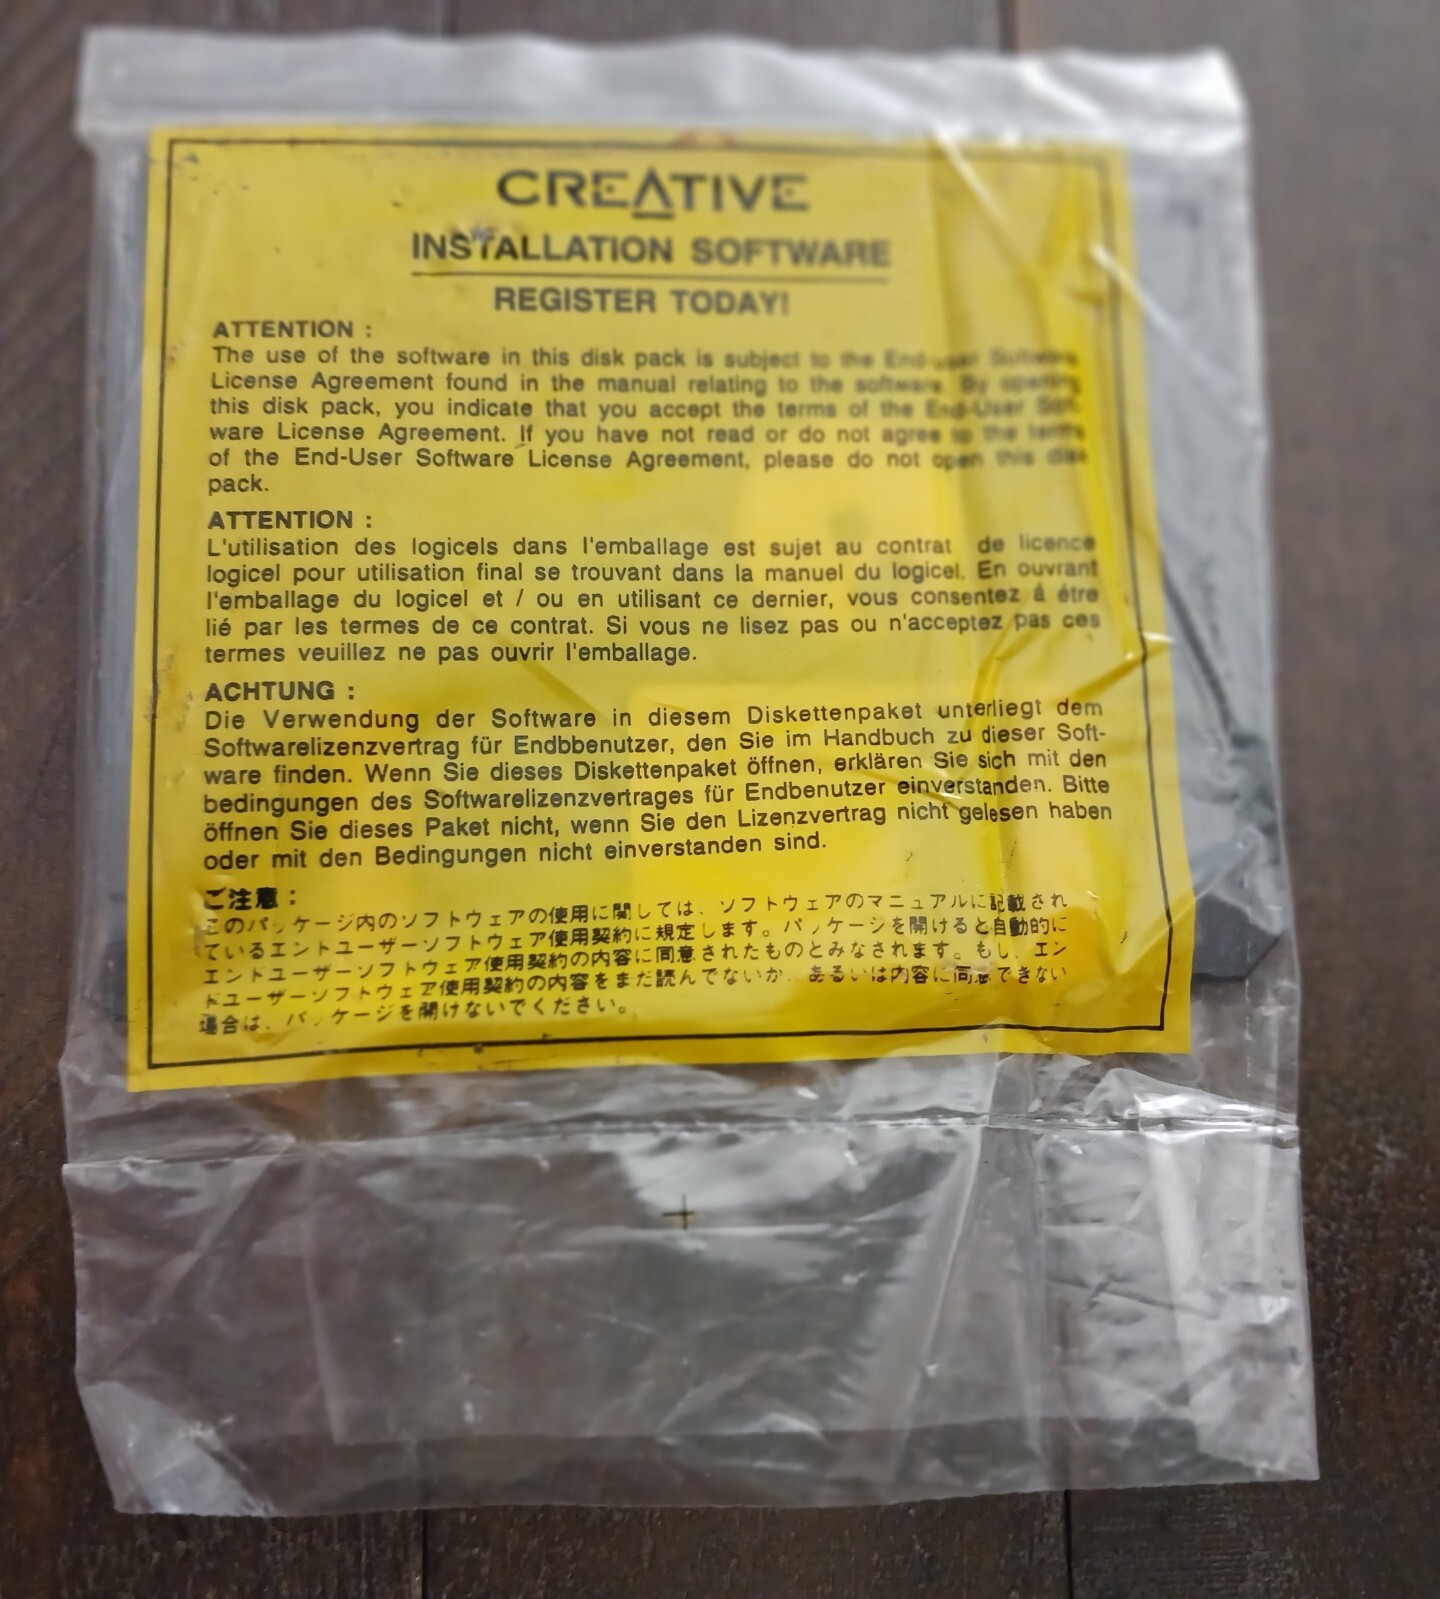 CREATIVE
INSTALLATION SOFTWARE
REGISTER TODAY!
ATTENTION :
The use of the software in this disk pack is subject to the End-user Software
License Agreement found in the manual relating to the software. By opening
this disk pack, you indicate that you accept the terms of the End-User Soft-
ware License Agreement. If you have not read or do not agree to the terms
of the End-User Software License Agreement, please do not open this disk
pack.
ATTENTION :
L'utilisation des logicels dans l'emballage est sujet au contrat de licence
logicel pour utilisation final se trouvant dans la manuel du logicel. En ouvrant
l'emballage du logicel et / ou en utilisant ce dernier, vous consentez á étre
lié par les termes de ce contrat. Si vous ne lisez pas ou n'acceptez pas ces
termes veuillez ne pas ouvrir l'emballage.
ACHTUNG :
Die Verwendung der Software in diesem Diskettenpaket unterliegt dem
Softwarelizenzvertrag für Endbbenutzer, den Sie im Handbuch zu dieser Soft-
ware finden. Wenn Sie dieses Diskettenpaket öffnen, erklären Sie sich mit den
bedingungen des Softwarelizenzvertrages für Endbenutzer einverstanden. Bitte
öffnen Sie dieses Paket nicht, wenn Sie den Lizenzvertrag nicht gelesen haben
oder mit den Bedingungen nicht einverstanden sind.
ご注意：
このパッケージ内のソフトウェアの使用に関しては、ソフトウェアのマニュアルに記載され
ているエンドユーザーソフトウェア使用契約に規定します。パッケージを開けると自動的に
エンドユーザーソフトウェア使用契約の内容に同意されたものとみなされます。もし、エン
ドユーザーソフトウェア使用契約の内容をまだ読んでないか、あるいは内容に同意できない
場合は、パッケージを開けないでください。